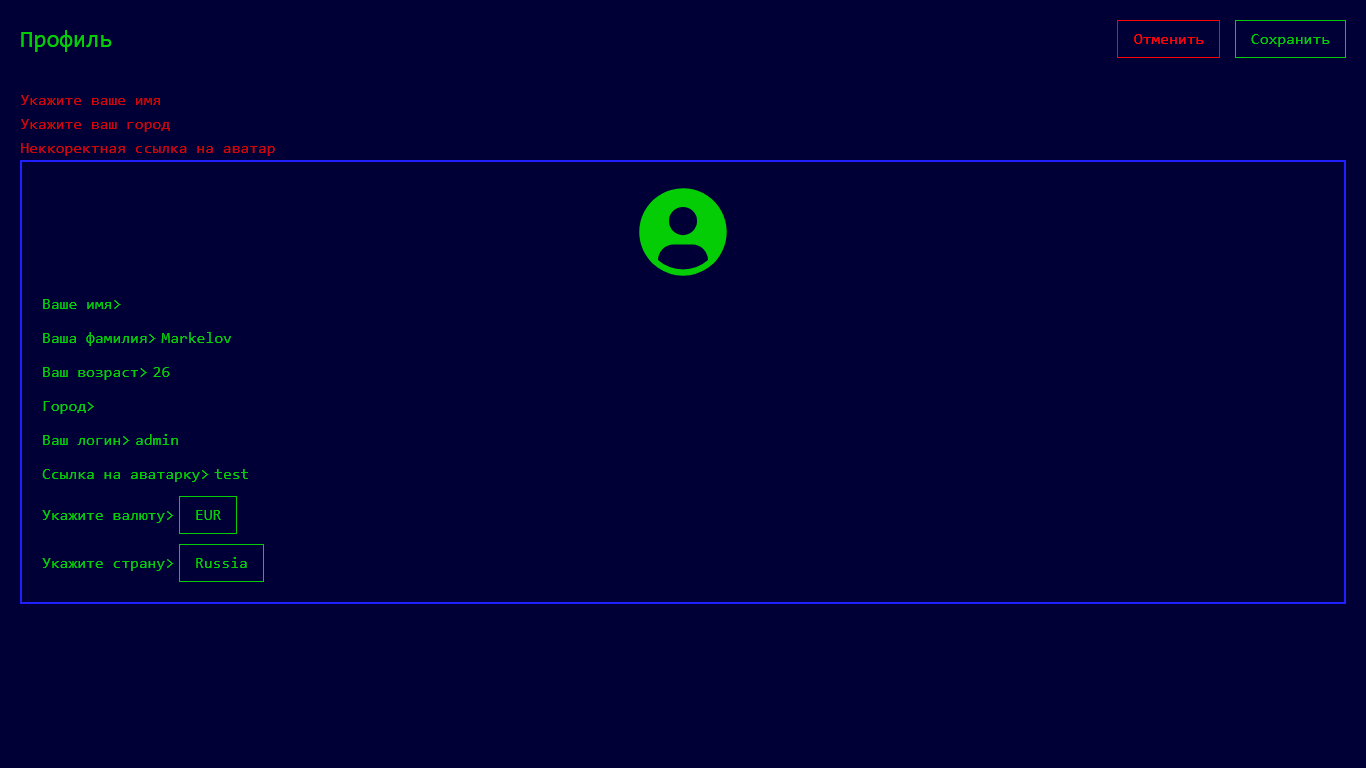 Профиль
Отменить
Сохранить
Укажите ваше имя
Укажите ваш город
Неккоректная ссылка на аватар
Ваше имя>
Ваша фамилия> Markelov
Ваш возраст> 26
Город>
Ваш логин> admin
Ссылка на аватарку> test
Укажите валюту> EUR
Укажите страну> Russia